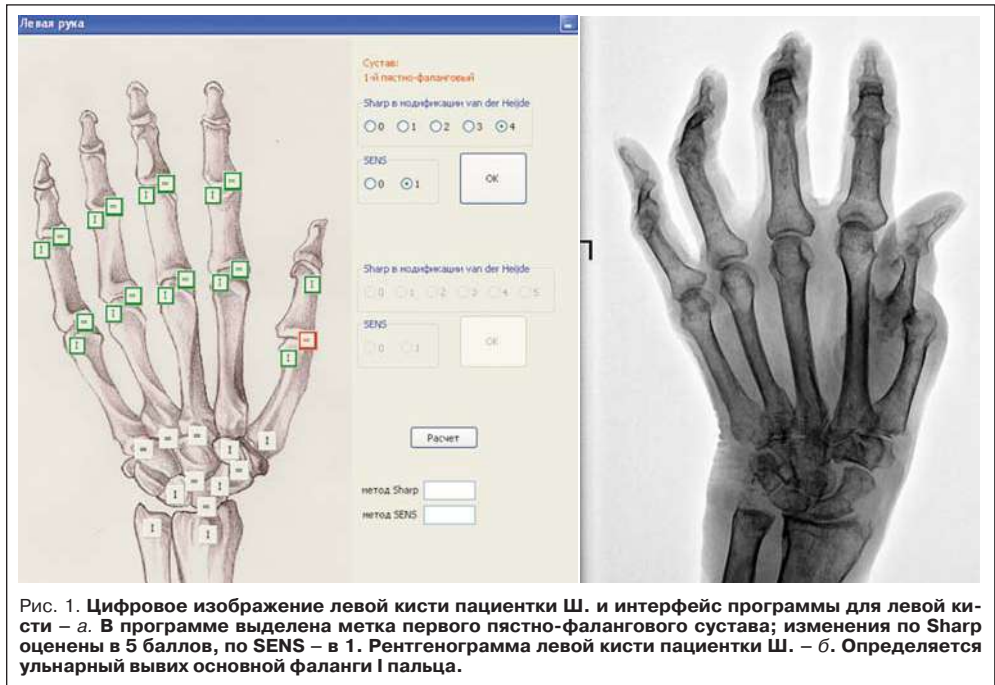 Левая рука
Сустав:
1-й пястно-фаланговый
Sharp в модификации van der Heijde
0 1 2 3 4
SENS
0 1
ОК
Sharp в модификации van der Heijde
0 1 2 3 4 5
SENS
0 1
ОК
Расчет
метод Sharp
метод SENS
Рис. 1. Цифровое изображение левой кисти пациентки Ш. и интерфейс программы для левой ки-
сти – а. В программе выделена метка первого пястно-фалангового сустава; изменения по Sharp
оценены в 5 баллов, по SENS – в 1. Рентгенограмма левой кисти пациентки Ш. – б. Определяется
ульнарный вывих основной фаланги I пальца.